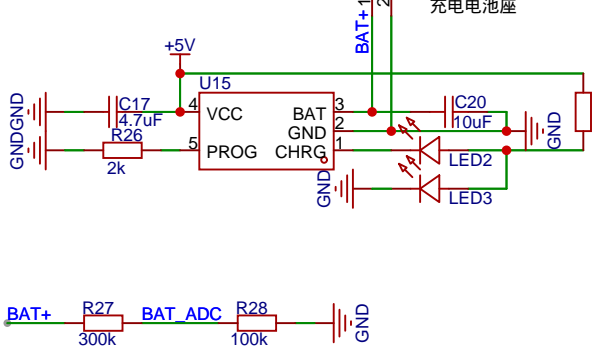 充电电池座
1
2
BAT+
+5V
U15
GND
C17
4.7uF
4
VCC
BAT
3
C20
10uF
GND
2
GND
GND
R26
2k
5
PROG
CHRG
1
LED2
GND
LED3
BAT+
R27
300k
BAT_ADC
R28
100k
GND